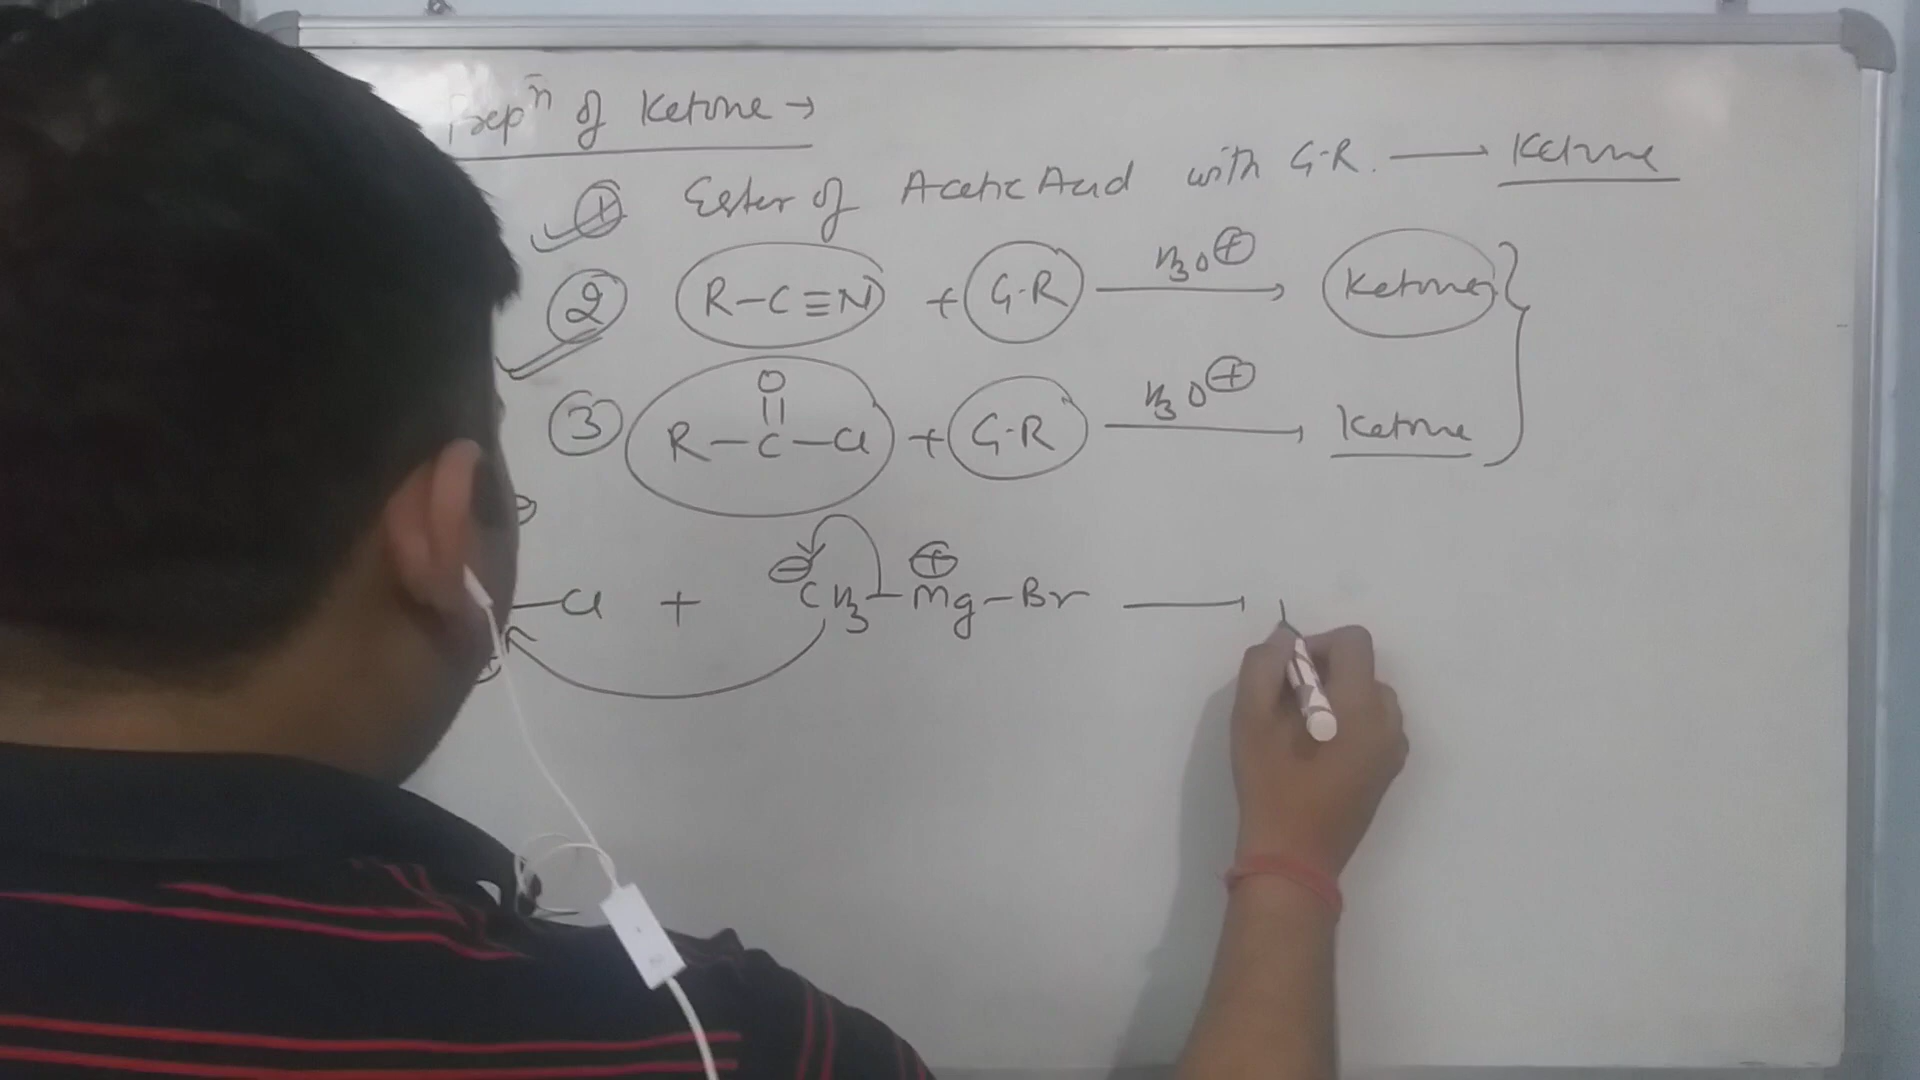 Prepⁿ of Ketone →
① Ester of Acetic Acid with G-R. ⟶ Ketone
② R-C≡N + G-R ⟶ H₃O⊕ Ketone
O
③ R-C-Cl + G-R ⟶ H₃O⊕ Ketone
-Cl + ⊖CH₃-Mg⊕-Br ⟶